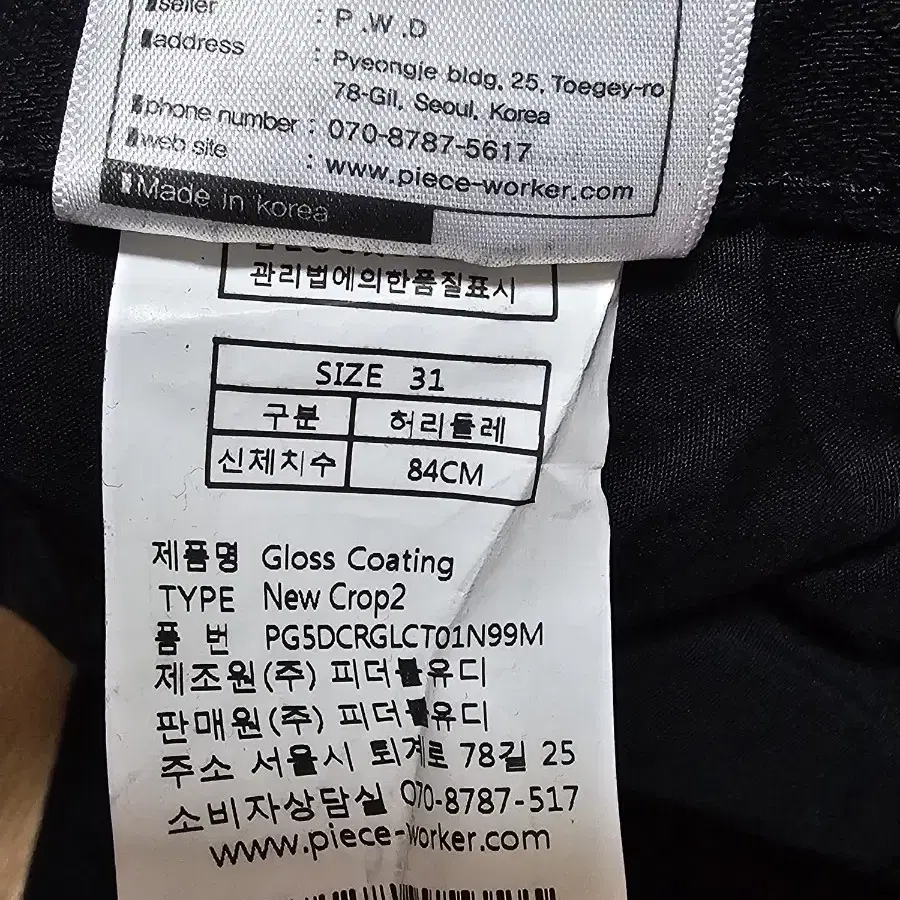 seller : P.W.D
address : Pyeongje bldg, 25, Toegey-ro
78-Gil, Seoul, Korea
phone number : 070-8787-5617
web site : www.piece-worker.com
Made in Korea
관리법에의한품질표시
SIZE 31
구분 허리둘레
신체치수 84CM
제품명 Gloss Coating
TYPE New Crop2
품 번 PG5DCRGLCT01N99M
제조원(주) 피더블유디
판매원(주) 피더블유디
주소 서울시 퇴계로 78길 25
소비자상담실 070-8787-517
www.piece-worker.com